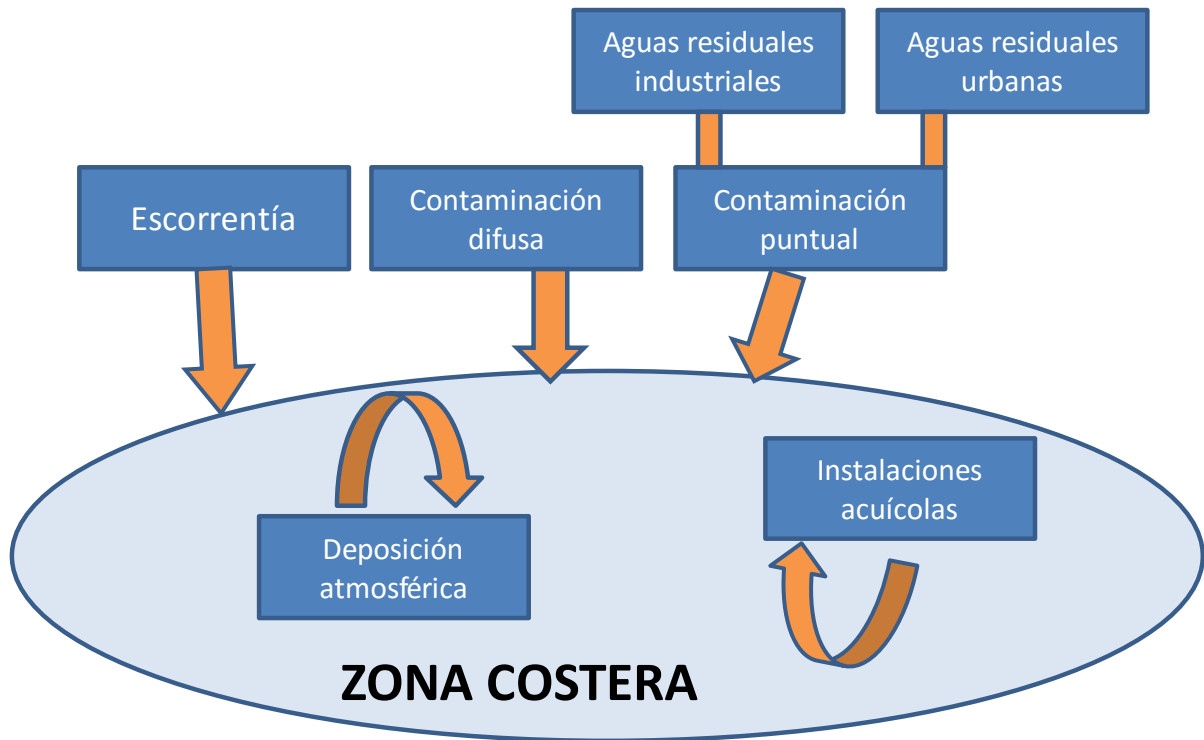 Aguas residuales
industriales
Aguas residuales
urbanas
Escorrentía
Contaminación
difusa
Contaminación
puntual
Instalaciones
acuícolas
Deposición
atmosférica
ZONA COSTERA